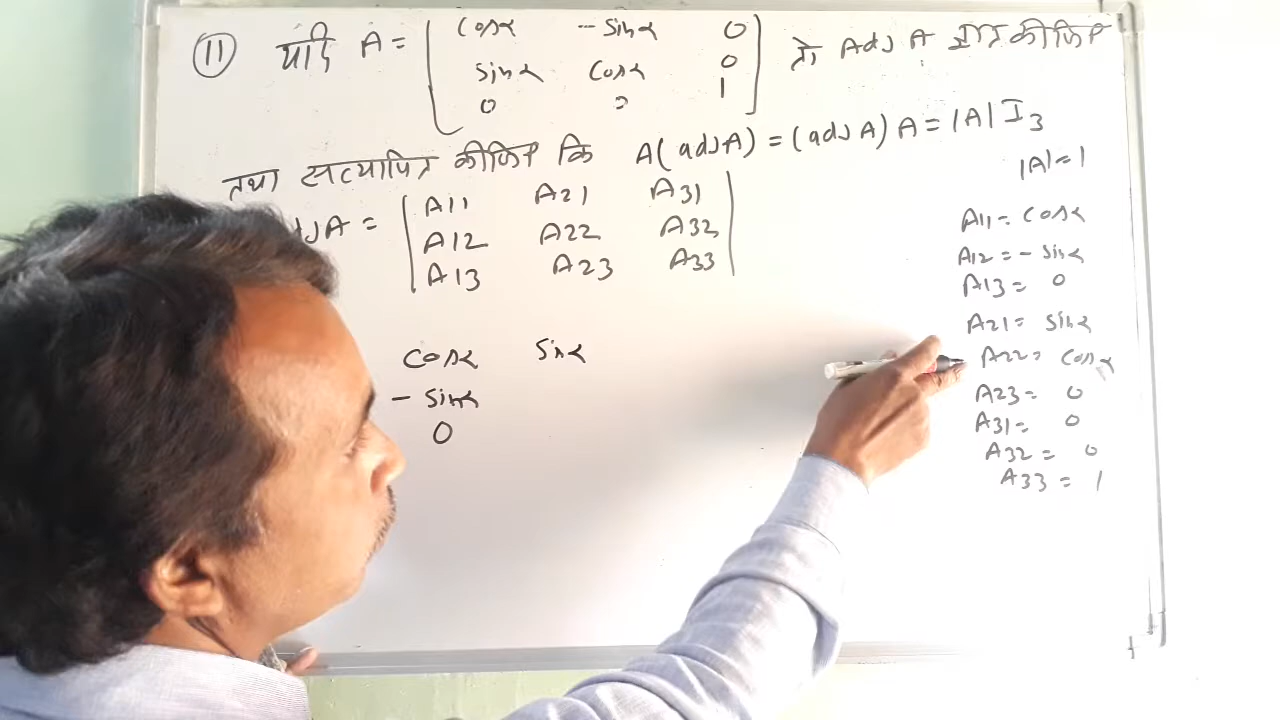 11 यदि A = cosα -sinα 0 तो Adj A ज्ञात कीजिए
sinα cosα 0
0 0 1
तथा सत्यापित कीजिए कि A(adjA) = (adjA)A = |A| I3
|A|=1
JA = A11 A21 A31
A12 A22 A32
A13 A23 A33
cosα sinα
- sinα
0
A11 = cosα
A12 = - sinα
A13 = 0
A21 = sinα
A22 = cosα
A23 = 0
A31 = 0
A32 = 0
A33 = 1